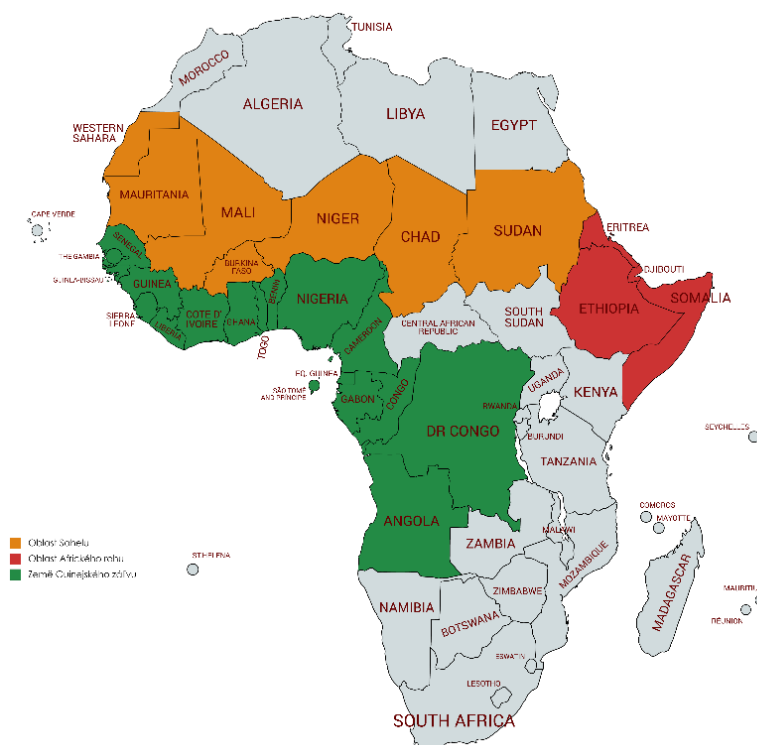 TUNISIA
MOROCCO
ALGERIA
LIBYA
EGYPT
WESTERN
SAHARA
MAURITANIA
MALI
NIGER
CHAD
SUDAN
ERITREA
CAPE VERDE
SENEGAL
THE GAMBIA
GUINEA-BISSAU
GUINEA
SIERRA
LEONE
LIBERIA
COTE D'
IVOIRE
BURKINA
FASO
GHANA
TOGO
BENIN
NIGERIA
CAMEROON
CENTRAL AFRICAN
REPUBLIC
SOUTH
SUDAN
DJIBOUTI
ETHIOPIA
SOMALIA
EQ. GUINEA
SÃO TOMÉ
AND PRÍNCIPE
GABON
CONGO
DR CONGO
UGANDA
KENYA
RWANDA
BURUNDI
TANZANIA
SEYCHELLES
COMOROS
MAYOTTE
ANGOLA
ZAMBIA
MALAWI
MOZAMBIQUE
MADAGASCAR
MAURITIU
RÉUNION
ST.HELENA
NAMIBIA
BOTSWANA
ZIMBABWE
ESWATINI
LESOTHO
SOUTH AFRICA
Oblast Sahelu
Oblast Afrického rohu
Země Guinejského zálivu